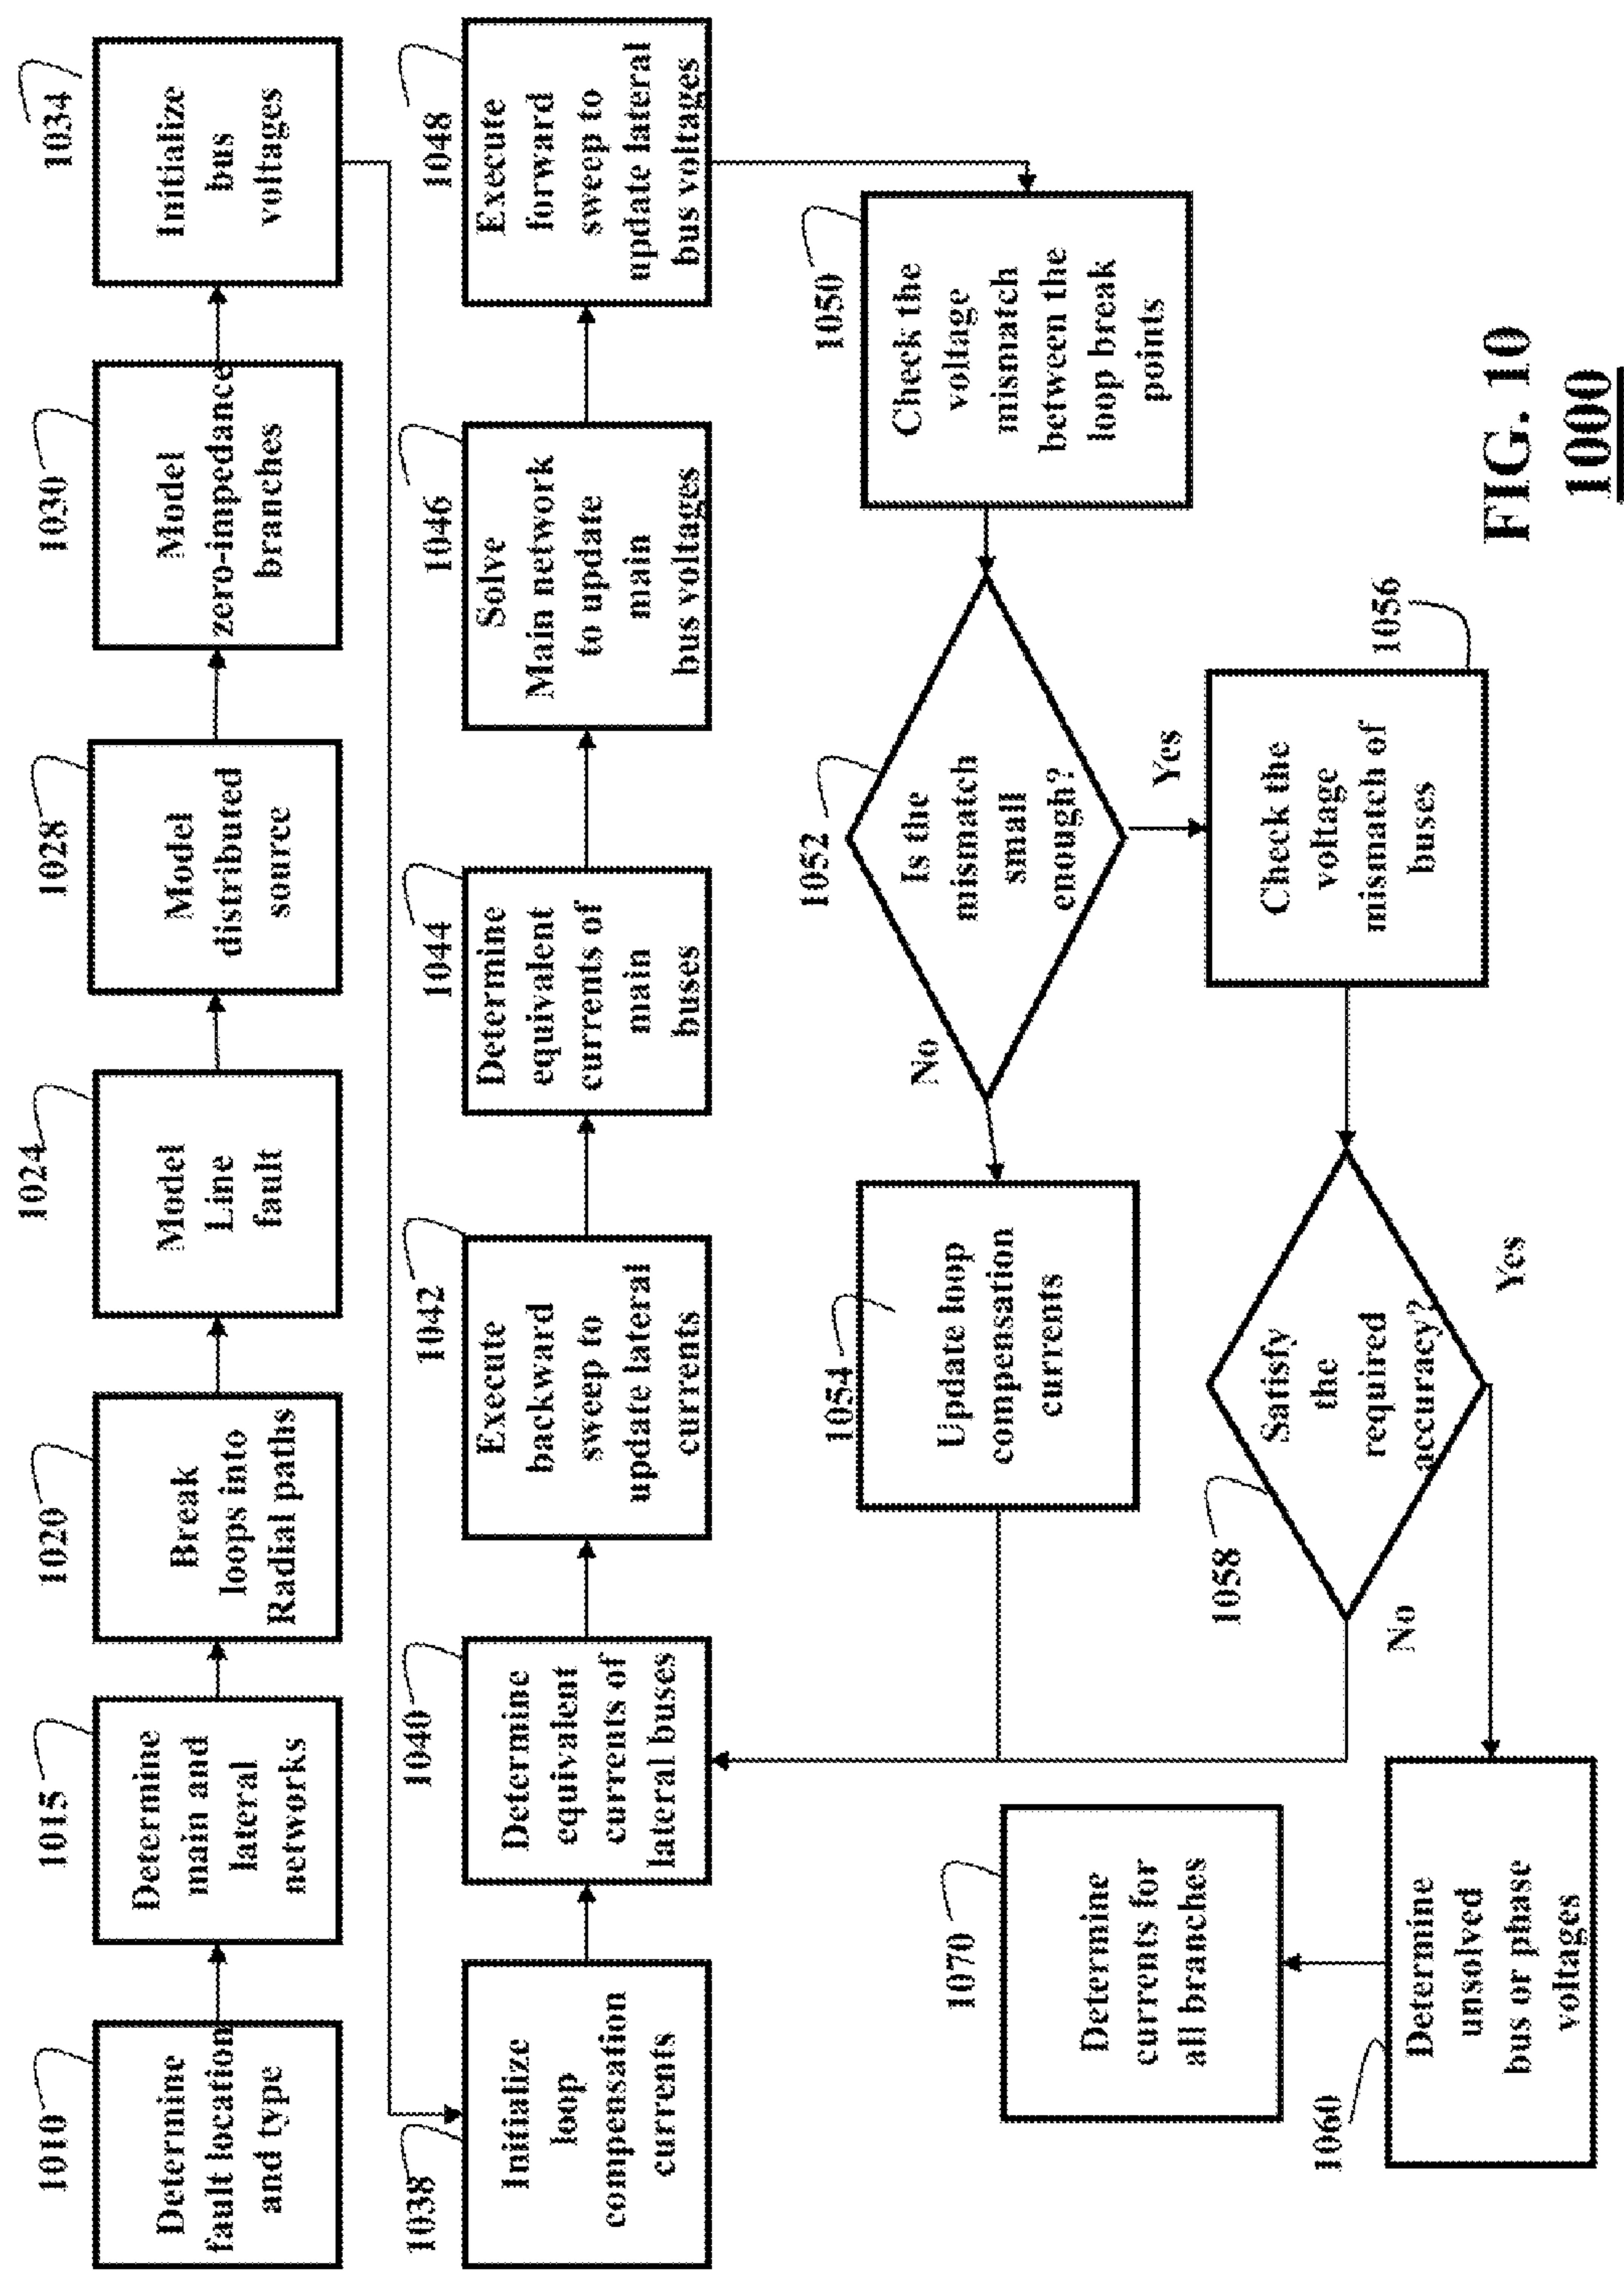 1010
Determine
fault location
and type
1015
Determine
main and
lateral
networks
1020
Break
loops into
Radial paths
1024
Model
Line
fault
1028
Model
distributed
source
1030
Model
zero-impedance
branches
1034
Initialize
bus
voltages
1038
Initialize
loop
compensation
currents
1040
Determine
equivalent
currents of
lateral buses
1042
Execute
backward
sweep to
update lateral
currents
1044
Determine
equivalent
currents of
main
buses
1046
Solve
Main network
to update
main
bus voltages
1048
Execute
forward
sweep to
update lateral
bus voltages
1050
Check the
voltage
mismatch
between the
loop break
points
1052
Is the
mismatch
small
enough?
No
Yes
1054
Update loop
compensation
currents
1056
Check the
voltage
mismatch of
buses
1058
Satisfy
the
required
accuracy?
No
Yes
1060
Determine
unsolved
bus or phase
voltages
1070
Determine
currents for
all branches
FIG. 10
1000